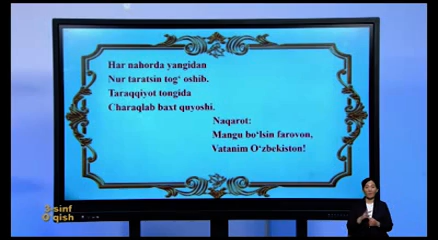 Har nahorda yangidan
Nur taratsin tog‘ oshib.
Taraqqiyot tongida
Charaqlab baxt quyoshi.
Naqarot:
Mangu bo‘lsin farovon,
Vatanim O‘zbekiston!
3-sinf
O‘qish